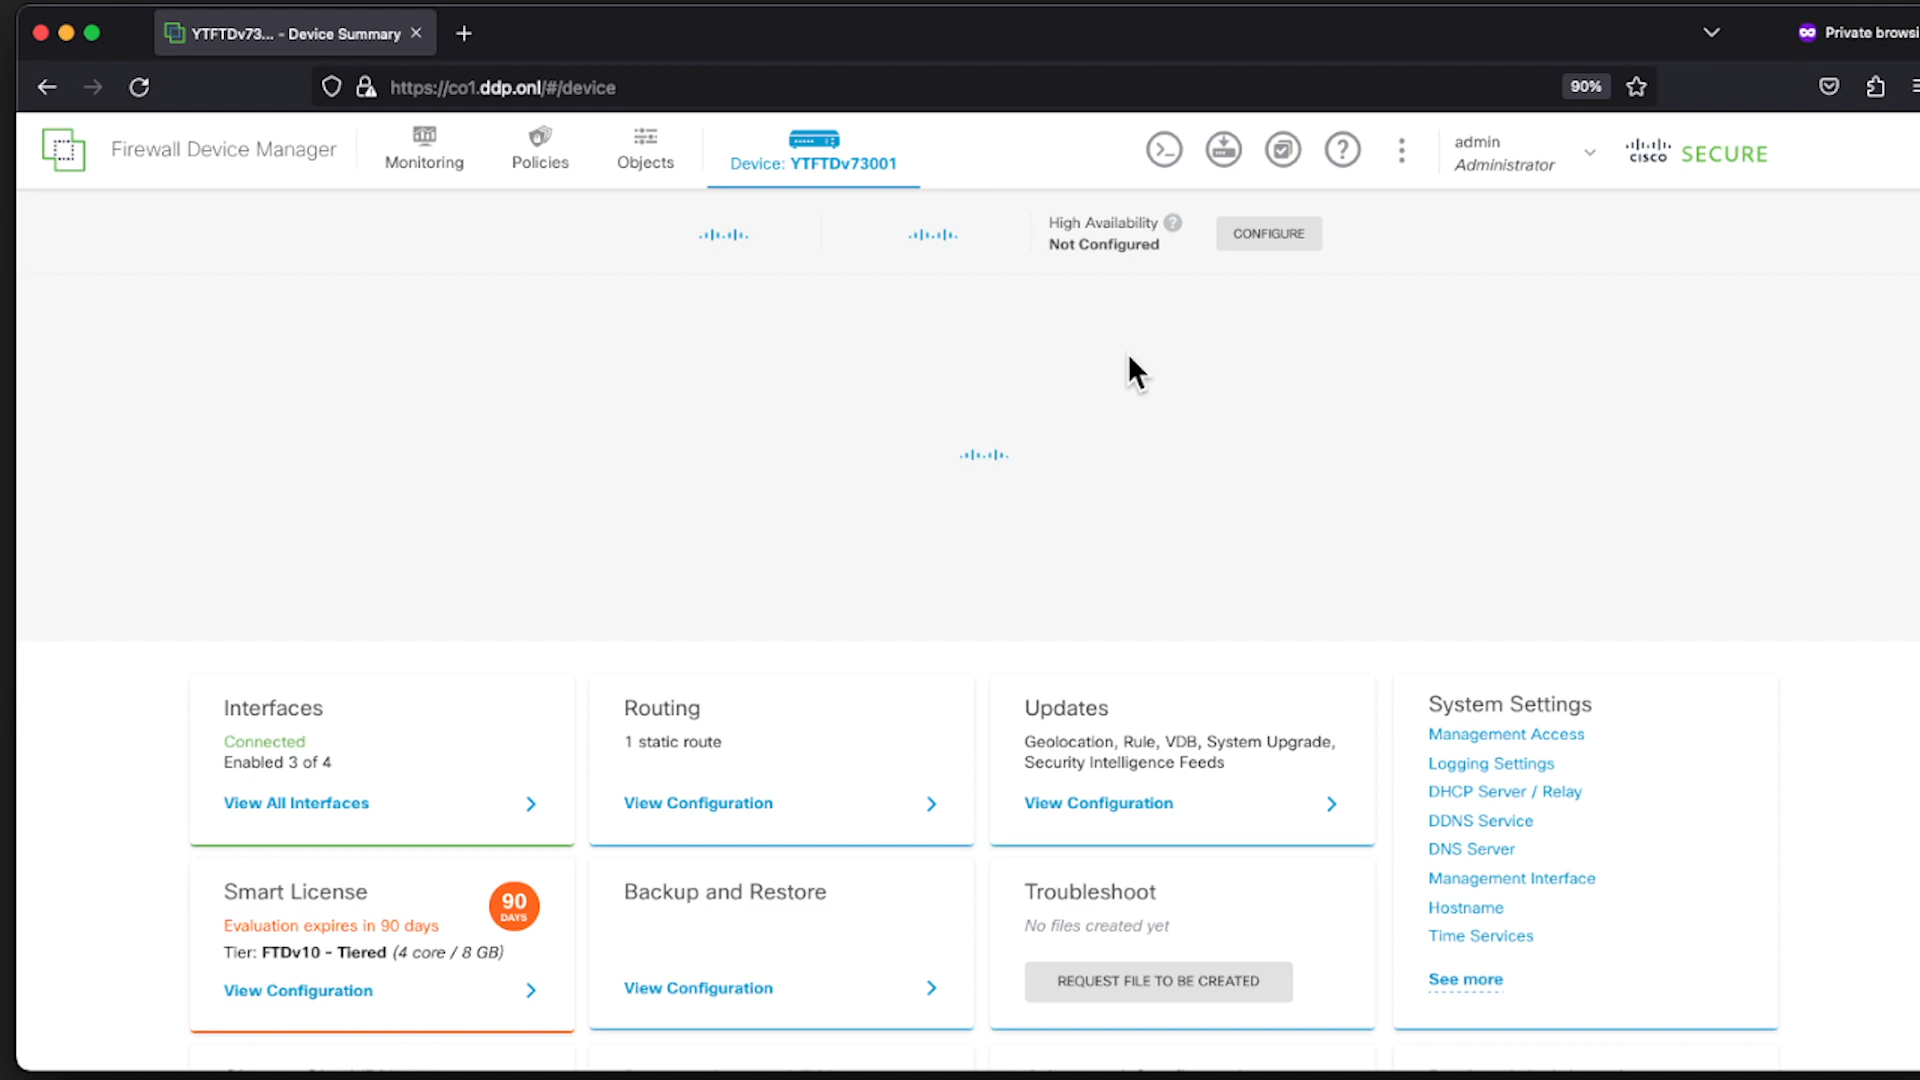 YTFTDv73... - Device Summary
Private browsi
https://co1.ddp.onl/#/device
90%
Firewall Device Manager
Monitoring
Policies
Objects
Device: YTFTDv73001
admin
Administrator
CISCO SECURE
High Availability
Not Configured
CONFIGURE
Interfaces
Connected
Enabled 3 of 4
View All Interfaces
Routing
1 static route
View Configuration
Updates
Geolocation, Rule, VDB, System Upgrade,
Security Intelligence Feeds
View Configuration
System Settings
Management Access
Logging Settings
DHCP Server / Relay
DDNS Service
DNS Server
Management Interface
Hostname
Time Services
See more
Smart License
Evaluation expires in 90 days
90
DAYS
Tier: FTDv10 - Tiered (4 core / 8 GB)
View Configuration
Backup and Restore
View Configuration
Troubleshoot
No files created yet
REQUEST FILE TO BE CREATED